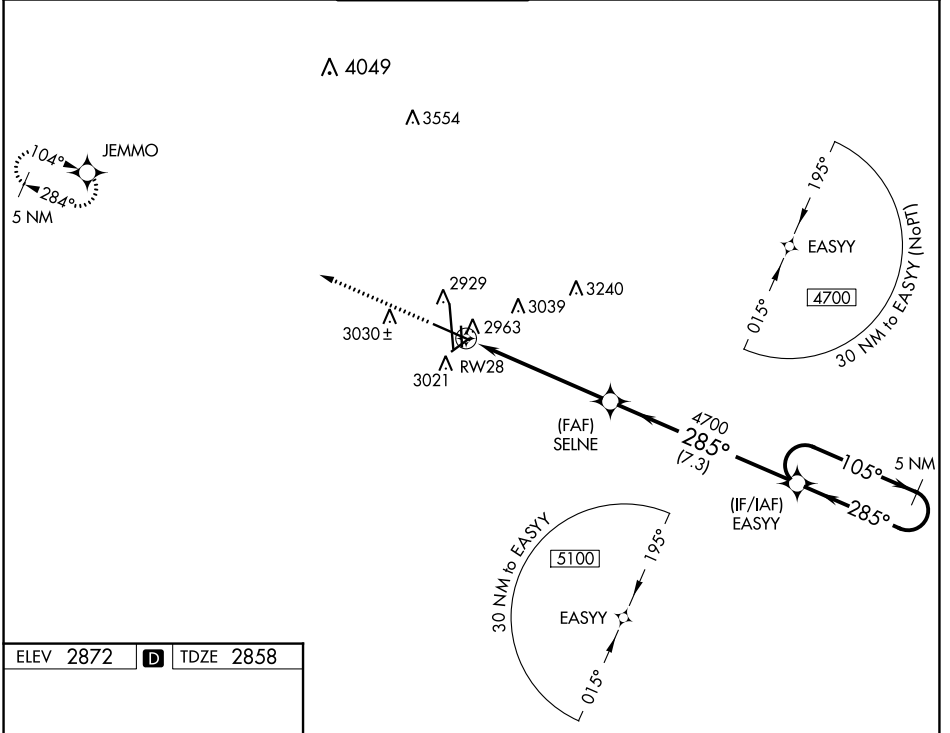 4049
3554
JEMMO
104°
284°
5 NM
195°
EASYY
4700
015°
30 NM to EASYY (NoPT)
2929
3240
3039
2963
3030±
3021
RW28
(FAF)
SELNE
4700
285°
(7.3)
105°
5 NM
285°
(IF/IAF)
EASYY
30 NM to EASYY
5100
195°
EASYY
015°
ELEV 2872 D TDZE 2858